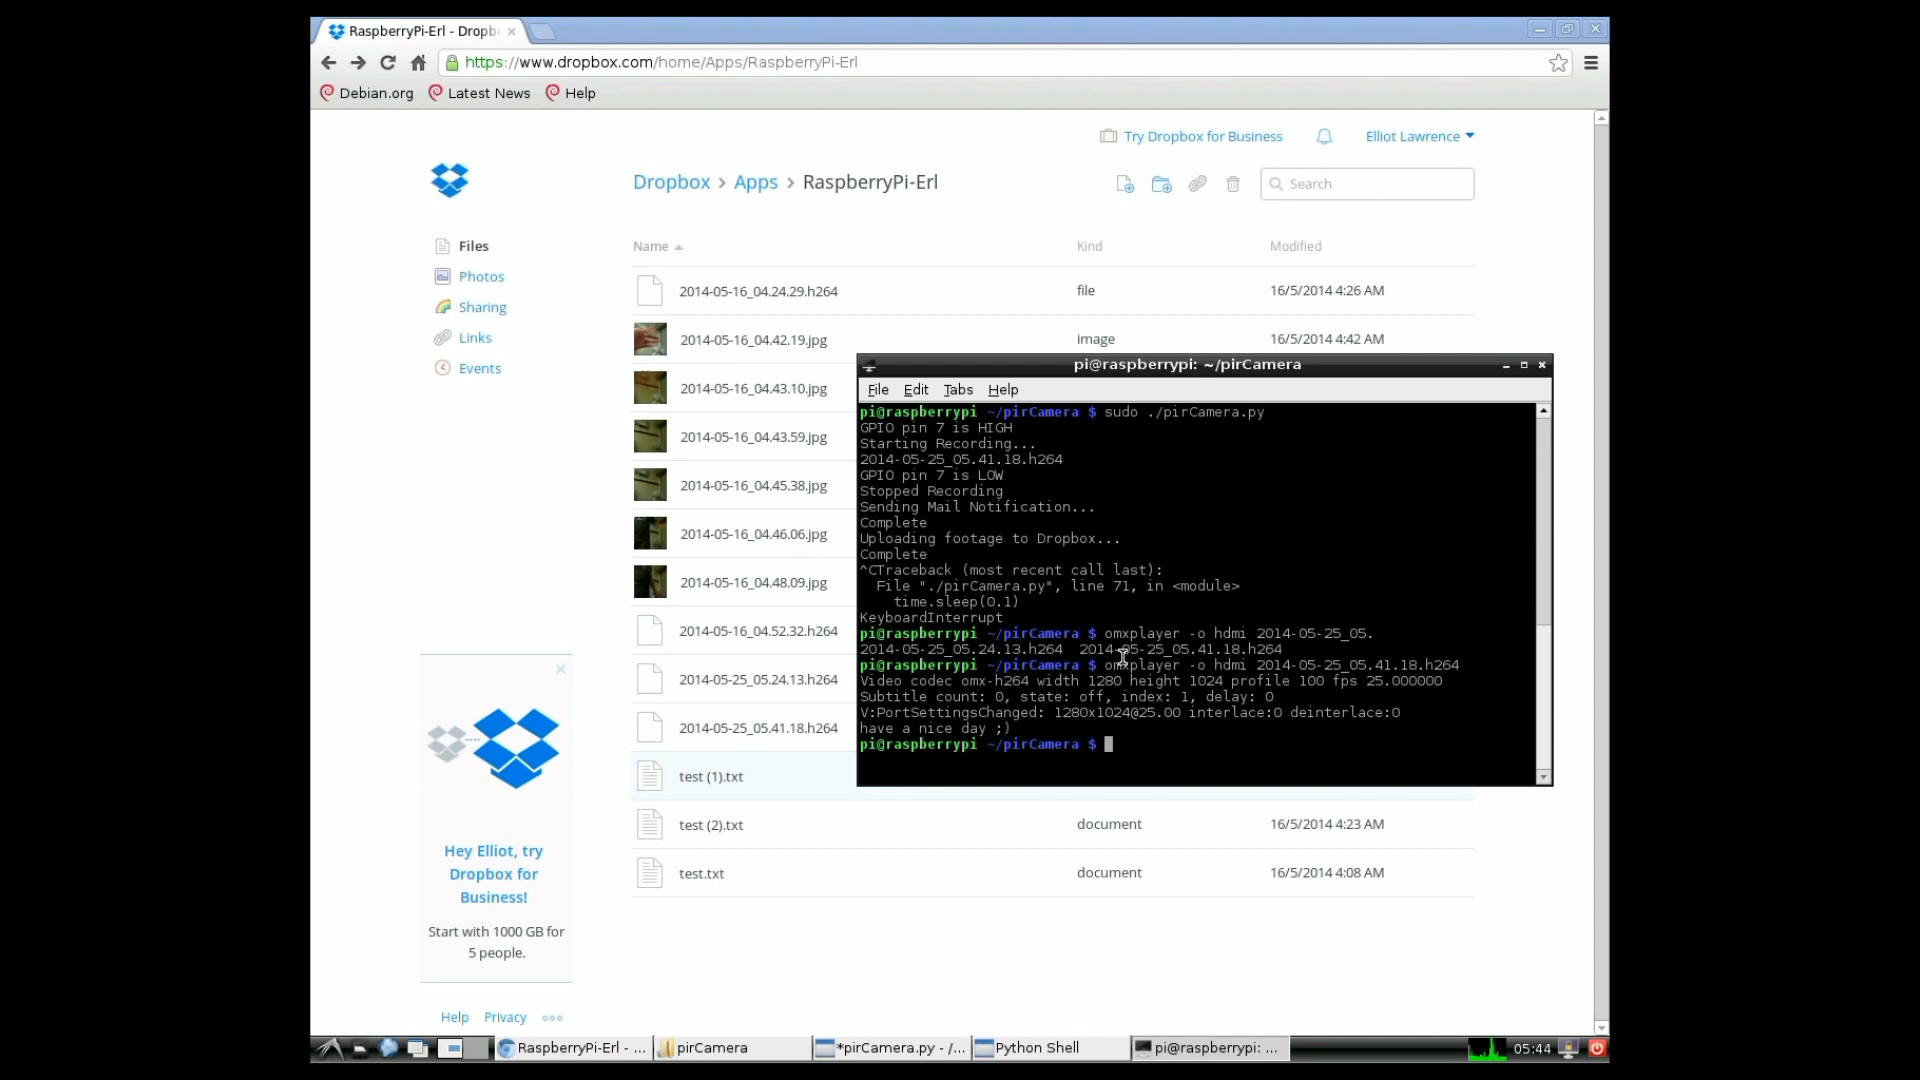 RaspberryPi-Erl - Dropb
https://www.dropbox.com/home/Apps/RaspberryPi-Erl
Debian.org Latest News Help
Try Dropbox for Business Elliot Lawrence
Dropbox > Apps > RaspberryPi-Erl
Search
Files
Photos
Sharing
Links
Events
Name Kind Modified
2014-05-16_04.24.29.h264 file 16/5/2014 4:26 AM
2014-05-16_04.42.19.jpg image 16/5/2014 4:42 AM
2014-05-16_04.43.10.jpg
2014-05-16_04.43.59.jpg
2014-05-16_04.45.38.jpg
2014-05-16_04.46.06.jpg
2014-05-16_04.48.09.jpg
2014-05-16_04.52.32.h264
2014-05-25_05.24.13.h264
2014-05-25_05.41.18.h264
test (1).txt
test (2).txt document 16/5/2014 4:23 AM
test.txt document 16/5/2014 4:08 AM
pi@raspberrypi: ~/pirCamera
File Edit Tabs Help
pi@raspberrypi ~/pirCamera $ sudo ./pirCamera.py
GPIO pin 7 is HIGH
Starting Recording...
2014-05-25_05.41.18.h264
GPIO pin 7 is LOW
Stopped Recording
Sending Mail Notification...
Complete
Uploading footage to Dropbox...
Complete
^CTraceback (most recent call last):
File "./pirCamera.py", line 71, in <module>
time.sleep(0.1)
KeyboardInterrupt
pi@raspberrypi ~/pirCamera $ omxplayer -o hdmi 2014-05-25_05.
2014-05-25_05.24.13.h264 2014-05-25_05.41.18.h264
pi@raspberrypi ~/pirCamera $ omxplayer -o hdmi 2014-05-25_05.41.18.h264
Video codec omx-h264 width 1280 height 1024 profile 100 fps 25.000000
Subtitle count: 0, state: off, index: 1, delay: 0
V:PortSettingsChanged: 1280x1024@25.00 interlace:0 deinterlace:0
have a nice day ;)
pi@raspberrypi ~/pirCamera $
Hey Elliot, try
Dropbox for
Business!
Start with 1000 GB for
5 people.
Help Privacy
RaspberryPi-Erl - ... pirCamera *pirCamera.py - /... Python Shell pi@raspberrypi: ... 05:44